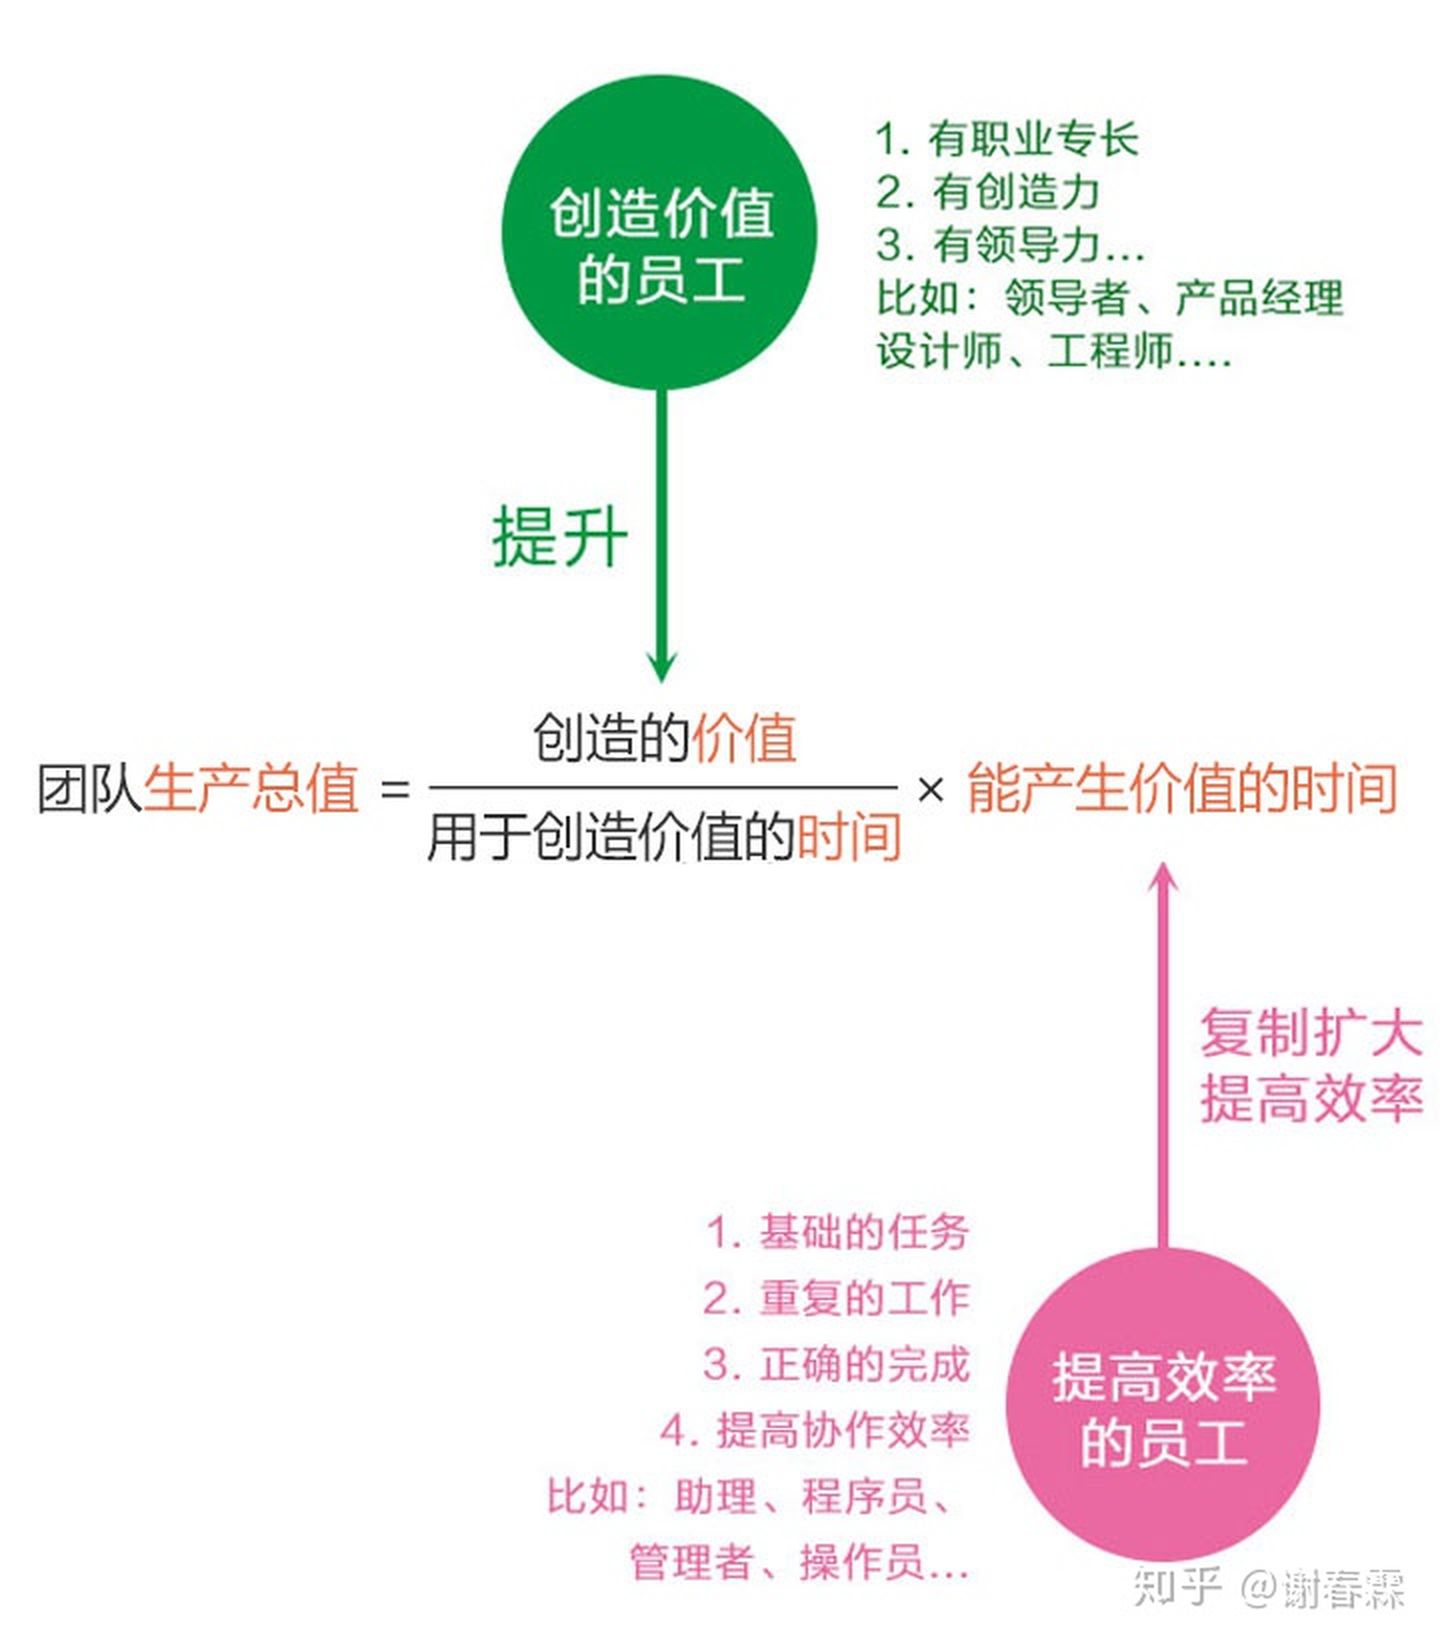 创造价值
的员工
1. 有职业专长
2. 有创造力
3. 有领导力...
比如：领导者、产品经理
设计师、工程师....
提升
团队生产总值 = 创造的价值
用于创造价值的时间 × 能产生价值的时间
复制扩大
提高效率
1. 基础的任务
2. 重复的工作
3. 正确的完成
4. 提高协作效率
比如：助理、程序员、
管理者、操作员...
提高效率
的员工
知乎 @谢春霖